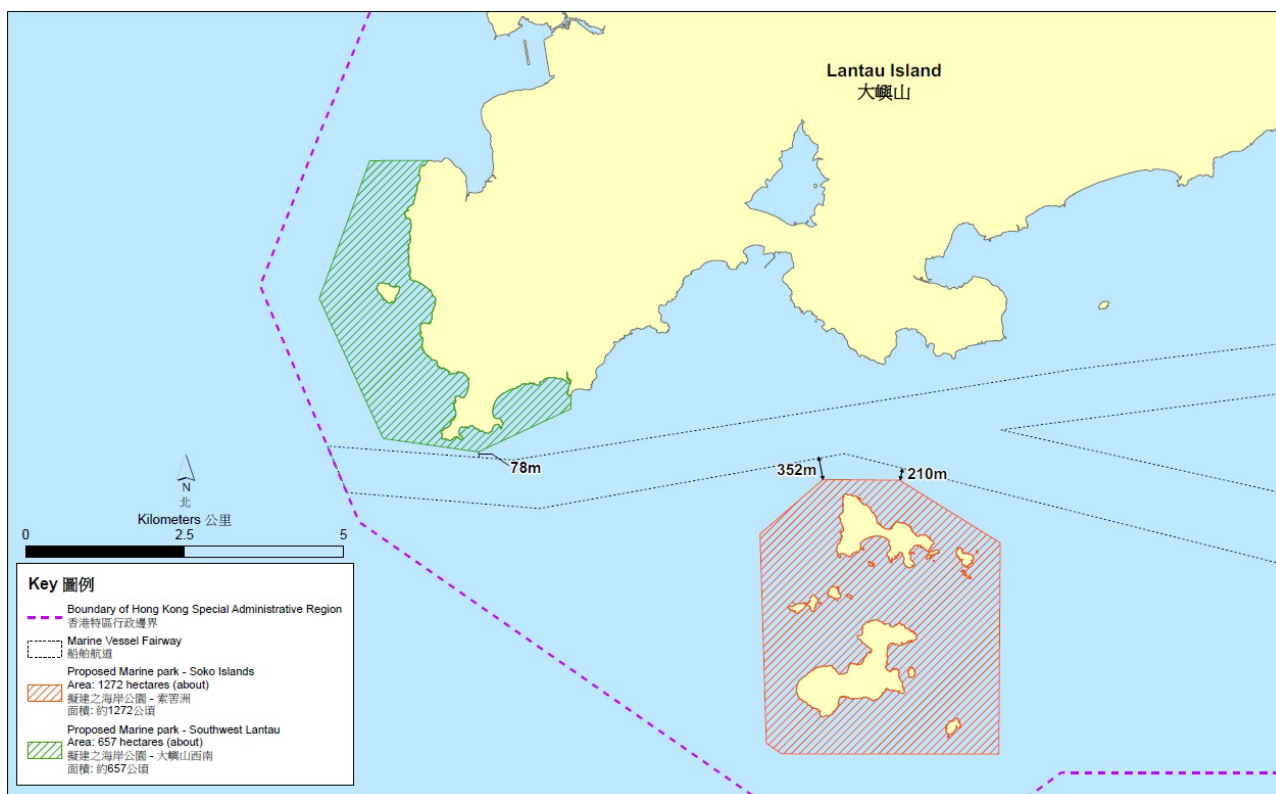 Lantau Island
大嶼山
78m
352m
210m
N
北
Kilometers 公里
0 2.5 5
Key 圖例
Boundary of Hong Kong Special Administrative Region
香港特區行政邊界
Marine Vessel Fairway
船舶航道
Proposed Marine park - Soko Islands
Area: 1272 hectares (about)
擬建之海岸公園 - 索罟洲
面積: 約1272公頃
Proposed Marine park - Southwest Lantau
Area: 657 hectares (about)
擬建之海岸公園 - 大嶼山西南
面積: 約657公頃